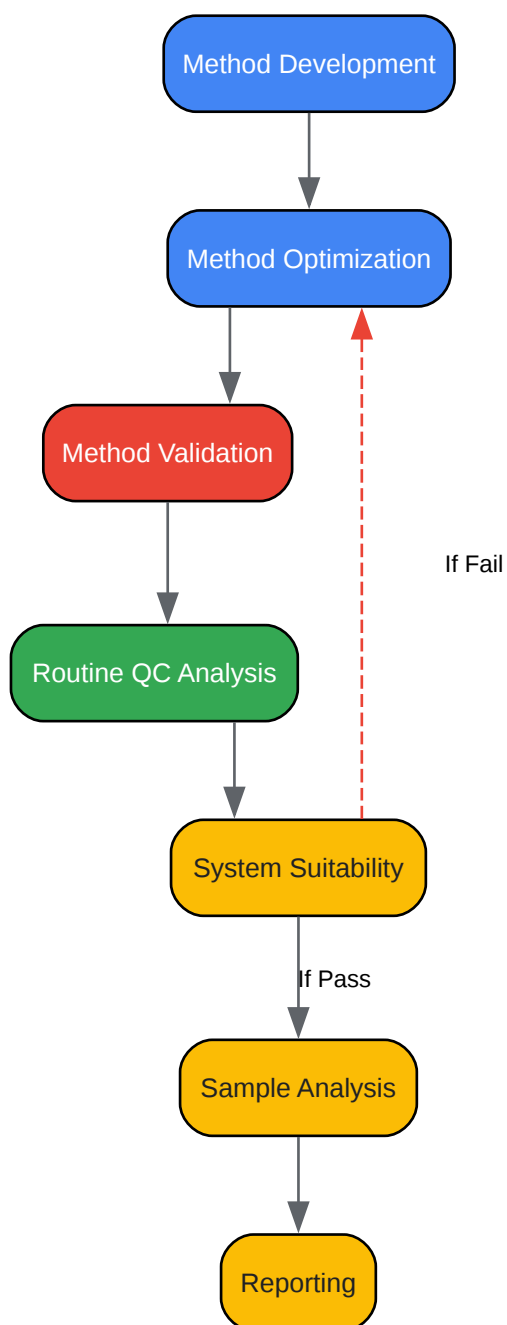 Method Development
Method Optimization
Method Validation
If Fail
Routine QC Analysis
System Suitability
If Pass
Sample Analysis
Reporting